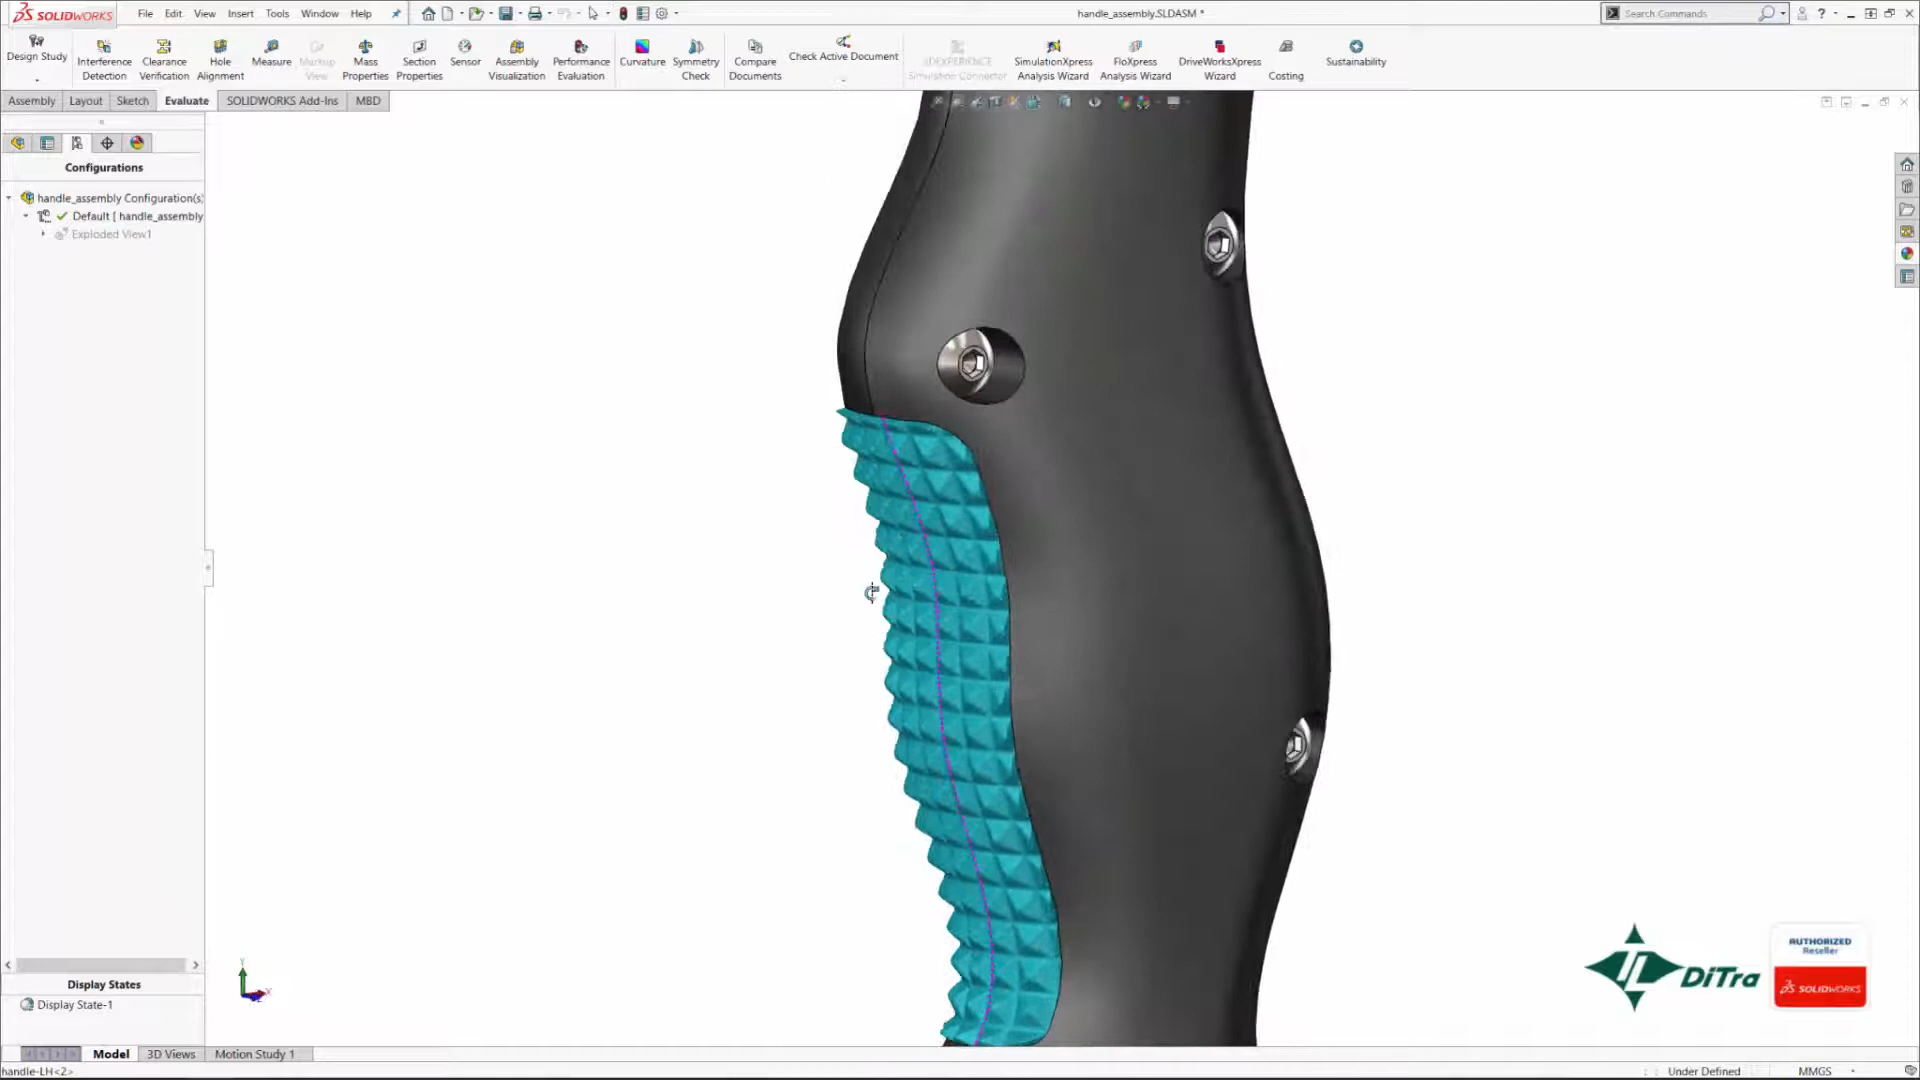 SOLIDWORKS File Edit View Insert Tools Window Help
handle_assembly.SLDASM *
Search Commands
Design Study
Interference Detection
Clearance Verification
Hole Alignment
Measure
Markup View
Mass Properties
Section Properties
Sensor
Assembly Visualization
Performance Evaluation
Curvature
Symmetry Check
Compare Documents
Check Active Document
3DEXPERIENCE Simulation Connector
SimulationXpress Analysis Wizard
FloXpress Analysis Wizard
DriveWorksXpress Wizard
Costing
Sustainability
Assembly Layout Sketch Evaluate SOLIDWORKS Add-Ins MBD
Configurations
handle_assembly Configuration(s)
Default [ handle_assembly
Exploded View1
Y
X
Z
AUTHORIZED
Reseller
DiTra
SOLIDWORKS
Display States
Display State-1
Model 3D Views Motion Study 1
handle-LH<2>
Under Defined MMGS